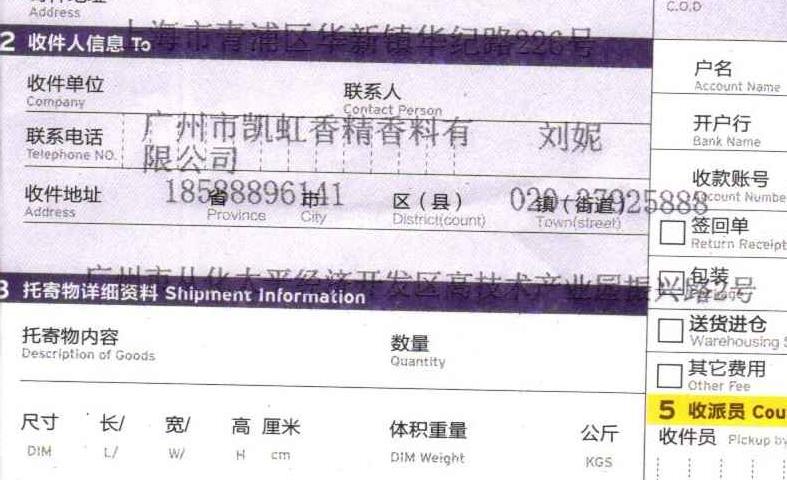 Address
C.O.D
上海市青浦区华新镇华纪路226号
2 收件人信息 To
户名
Account Name
收件单位
Company
联系人
Contact Person
广州市凯虹香精香料有
限公司
刘妮
开户行
Bank Name
联系电话
Telephone NO.
收款账号
Account Numbe
18588896141
020-37925888
收件地址
Address
省
Province
市
City
区（县）
District(count)
镇（街道）
Town(street)
签回单
Return Receipt
广州市从化太平经济开发区高技术产业园振兴路2号
包装
3 托寄物详细资料 Shipment Information
送货进仓
Warehousing S
托寄物内容
Description of Goods
数量
Quantity
其它费用
Other Fee
5 收派员 Cou
收件员 Pickup by
尺寸 长/ 宽/ 高 厘米
DIM L/ W/ H cm
体积重量
DIM Weight
公斤
KGS